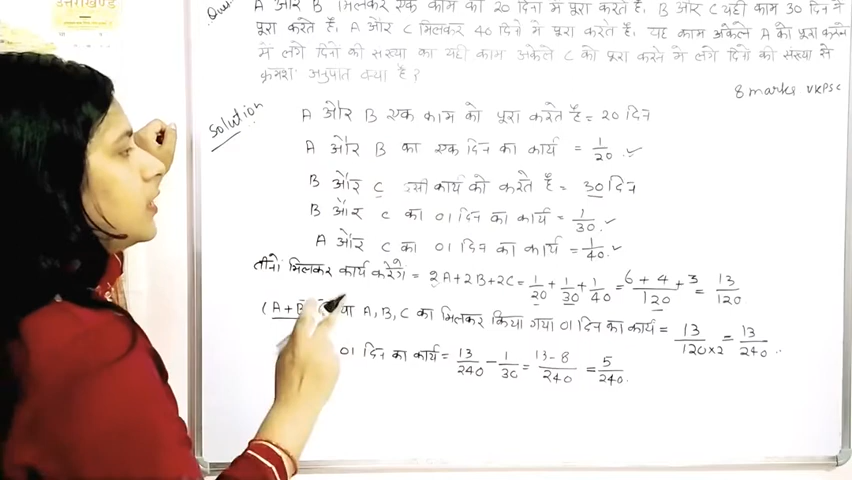 उत्तराखण्ड
Que. A और B मिलकर एक काम को 20 दिनों में पूरा करते हैं, B और C यही काम 30 दिन में
पूरा करते हैं, A और C मिलकर 40 दिनों में पूरा करते हैं, यह काम अकेले A को पूरा करने
में लगे दिनों की संख्या का यही काम अकेले C को पूरा करने में लगे दिनों की संख्या से
क्रमशः अनुपात क्या है ?
8 marks UKPSC
Solution
A और B एक काम को पूरा करते हैं = 20 दिन
A और B का एक दिन का कार्य = 1/20
B और C इसी कार्य को करते हैं = 30 दिन
B और C का 01 दिन का कार्य = 1/30
A और C का 01 दिन का कार्य = 1/40
तीनों मिलकर कार्य करेंगे = 2A+2B+2C = 1/20 + 1/30 + 1/40 = 6+4+3/120 = 13/120
(A+B A, B, C का मिलकर किया गया 01 दिन का कार्य = 13/120×2 = 13/240
01 दिन का कार्य = 13/240 - 1/30 = 13-8/240 = 5/240